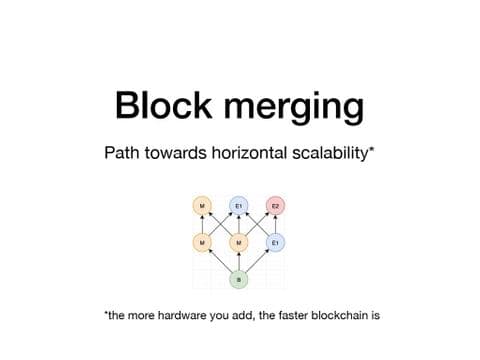 Block merging
Path towards horizontal scalability*
M E1 E2
M M E1
B
*the more hardware you add, the faster blockchain is